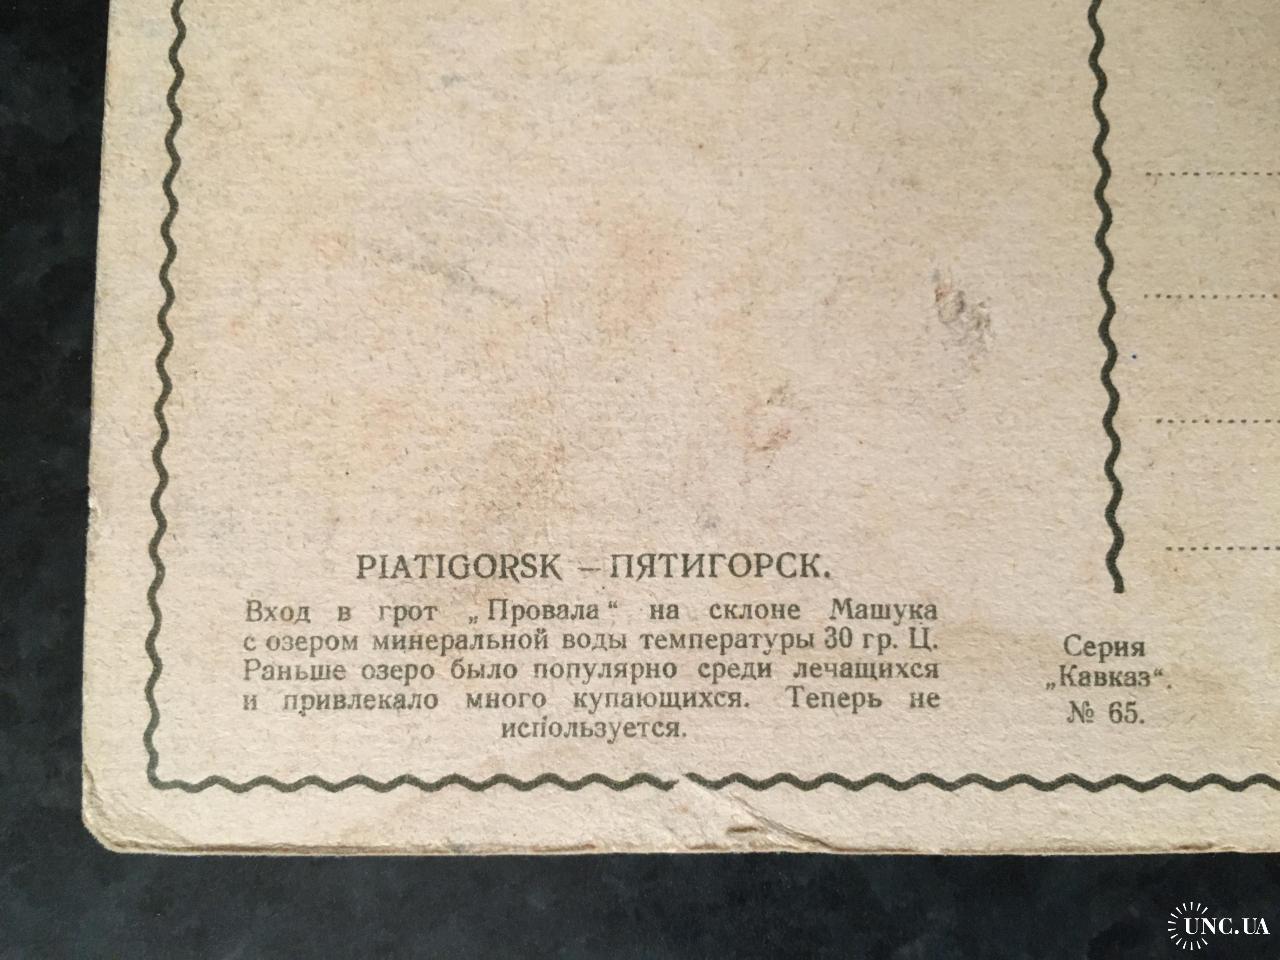 PIATIGORSK – ПЯТИГОРСК.
Вход в грот „Провала“ на склоне Машука
с озером минеральной воды температуры 30 гр. Ц.
Раньше озеро было популярно среди лечащихся
и привлекало много купающихся. Теперь не
используется.
Серия
„Кавказ“.
№ 65.
UNC.UA